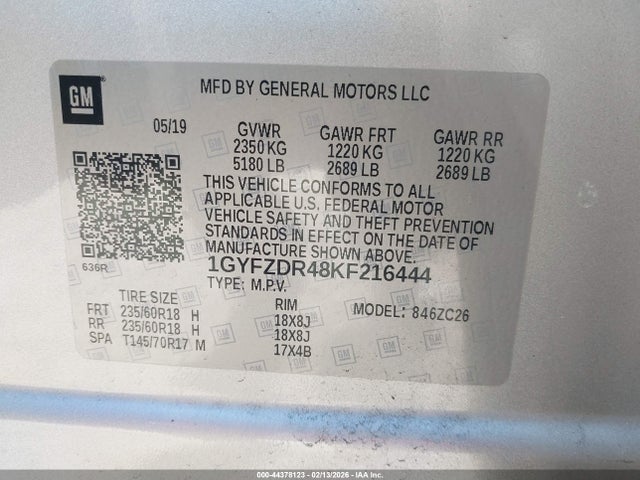 GM
MFD BY GENERAL MOTORS LLC
05/19
GVWR
2350 KG
5180 LB
GAWR FRT
1220 KG
2689 LB
GAWR RR
1220 KG
2689 LB
THIS VEHICLE CONFORMS TO ALL
APPLICABLE U.S. FEDERAL MOTOR
VEHICLE SAFETY AND THEFT PREVENTION
STANDARDS IN EFFECT ON THE DATE OF
MANUFACTURE SHOWN ABOVE.
636R
1GYFZDR48KF216444
TYPE: M.P.V.
MODEL: 846ZC26
TIRE SIZE
RIM
FRT 235/60R18 H 18X8J
RR 235/60R18 H 18X8J
SPA T145/70R17 M 17X4B
000-44378123 - 02/13/2026 - IAAI.COM